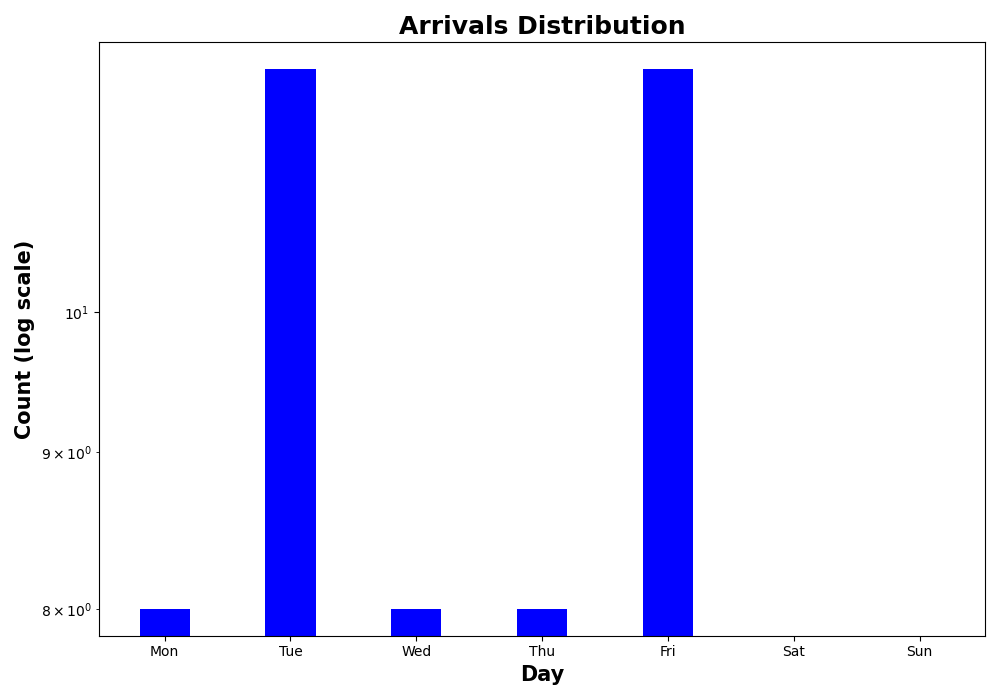 Arrivals Distribution
Count (log scale)
10¹
9 × 10⁰
8 × 10⁰
Mon Tue Wed Thu Fri Sat Sun
Day